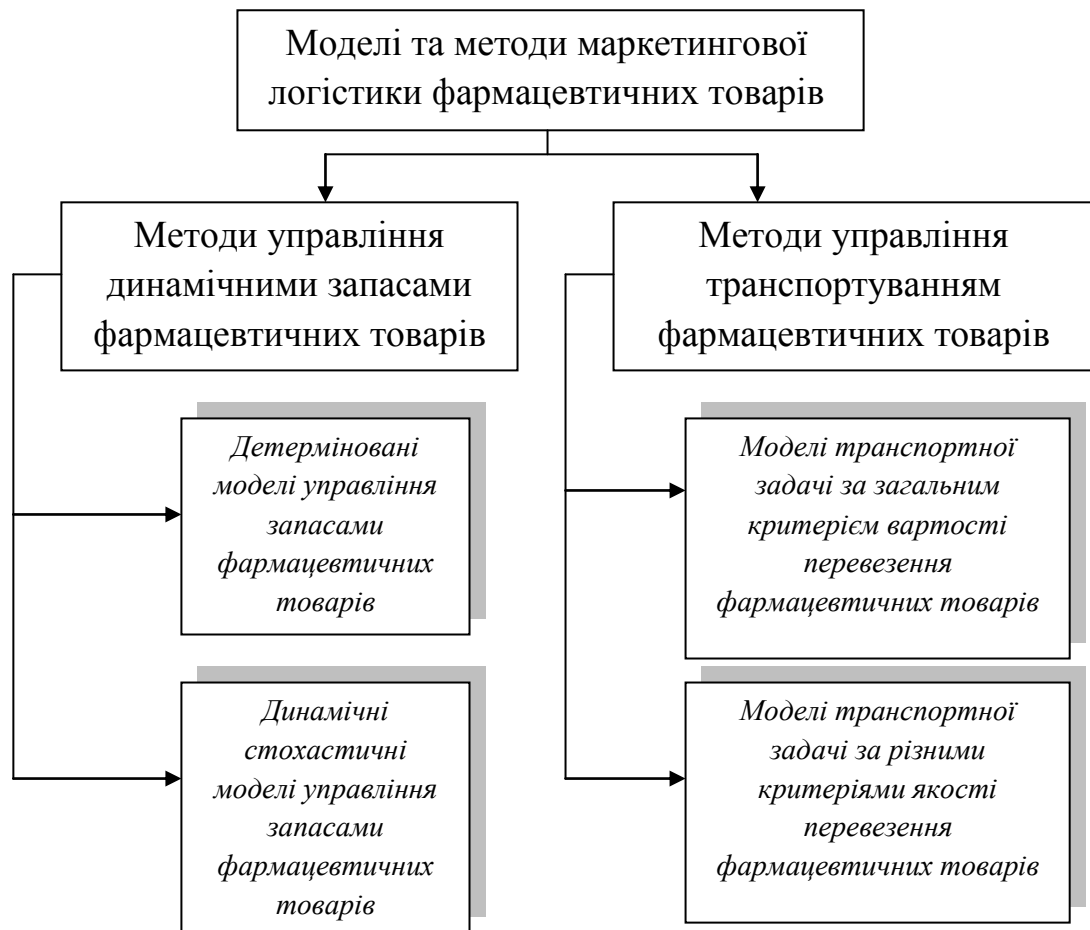 Моделі та методи маркетингової
логістики фармацевтичних товарів
Методи управління
динамічними запасами
фармацевтичних товарів
Методи управління
транспортуванням
фармацевтичних товарів
Детерміновані
моделі управління
запасами
фармацевтичних
товарів
Моделі транспортної
задачі за загальним
критерієм вартості
перевезення
фармацевтичних товарів
Динамічні
стохастичні
моделі управління
запасами
фармацевтичних
товарів
Моделі транспортної
задачі за різними
критеріями якості
перевезення
фармацевтичних товарів